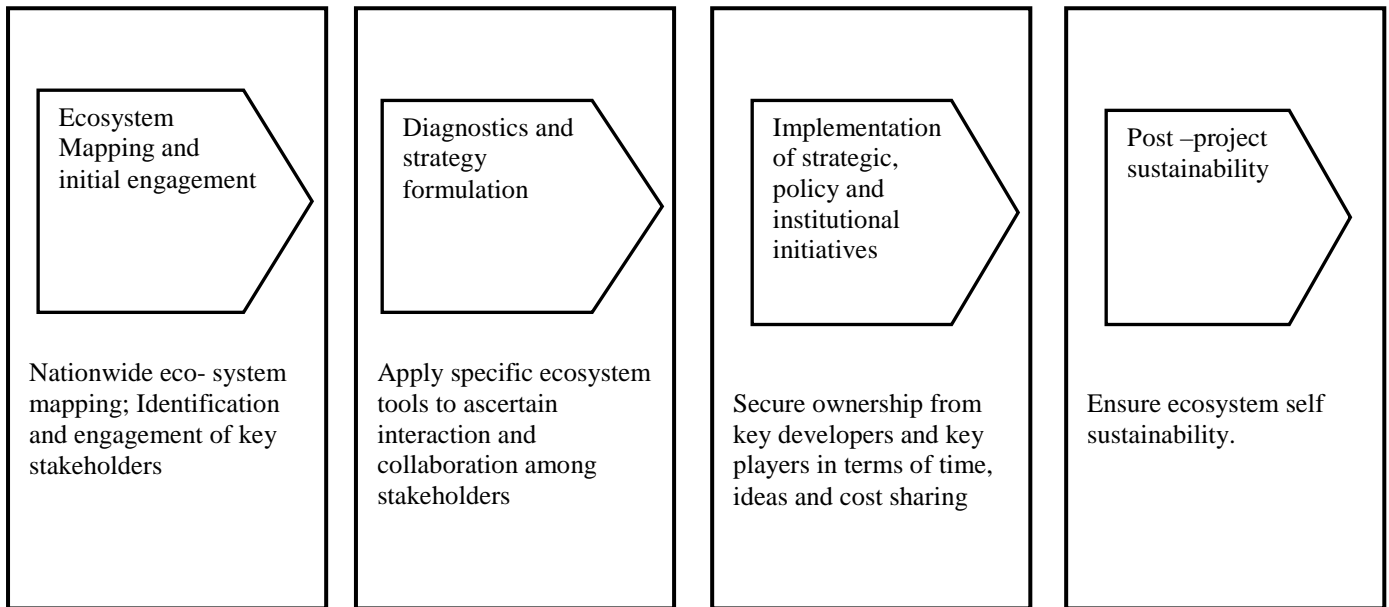 Ecosystem
Mapping and
initial engagement
Nationwide eco- system
mapping; Identification
and engagement of key
stakeholders
Diagnostics and
strategy
formulation
Apply specific ecosystem
tools to ascertain
interaction and
collaboration among
stakeholders
Implementation
of strategic,
policy and
institutional
initiatives
Secure ownership from
key developers and key
players in terms of time,
ideas and cost sharing
Post –project
sustainability
Ensure ecosystem self
sustainability.